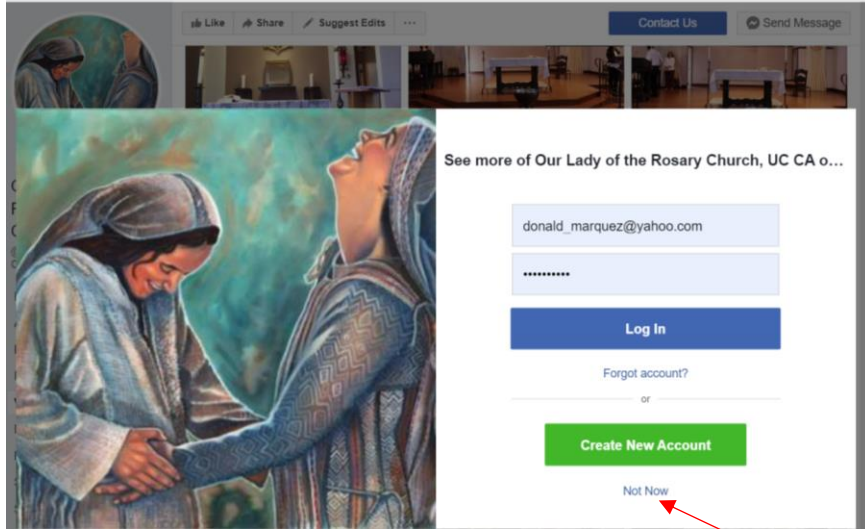 Like Share Suggest Edits ... Contact Us Send Message
See more of Our Lady of the Rosary Church, UC CA o...
donald_marquez@yahoo.com
••••••••••
Log In
Forgot account?
or
Create New Account
Not Now